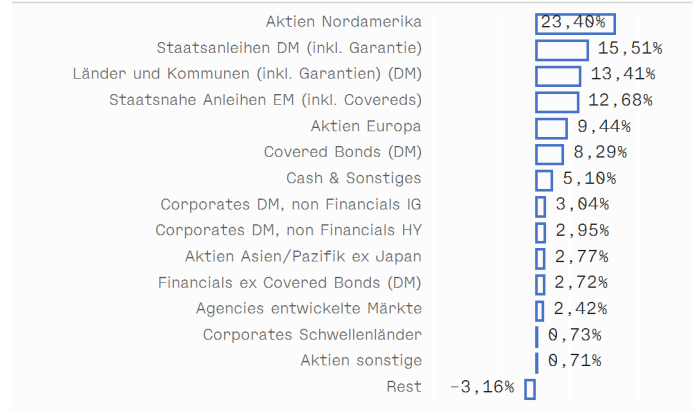 Aktien Nordamerika 23,40%
Staatsanleihen DM (inkl. Garantie) 15,51%
Länder und Kommunen (inkl. Garantien) (DM) 13,41%
Staatsnahe Anleihen EM (inkl. Covereds) 12,68%
Aktien Europa 9,44%
Covered Bonds (DM) 8,29%
Cash & Sonstiges 5,10%
Corporates DM, non Financials IG 3,04%
Corporates DM, non Financials HY 2,95%
Aktien Asien/Pazifik ex Japan 2,77%
Financials ex Covered Bonds (DM) 2,72%
Agencies entwickelte Märkte 2,42%
Corporates Schwellenländer 0,73%
Aktien sonstige 0,71%
Rest -3,16%